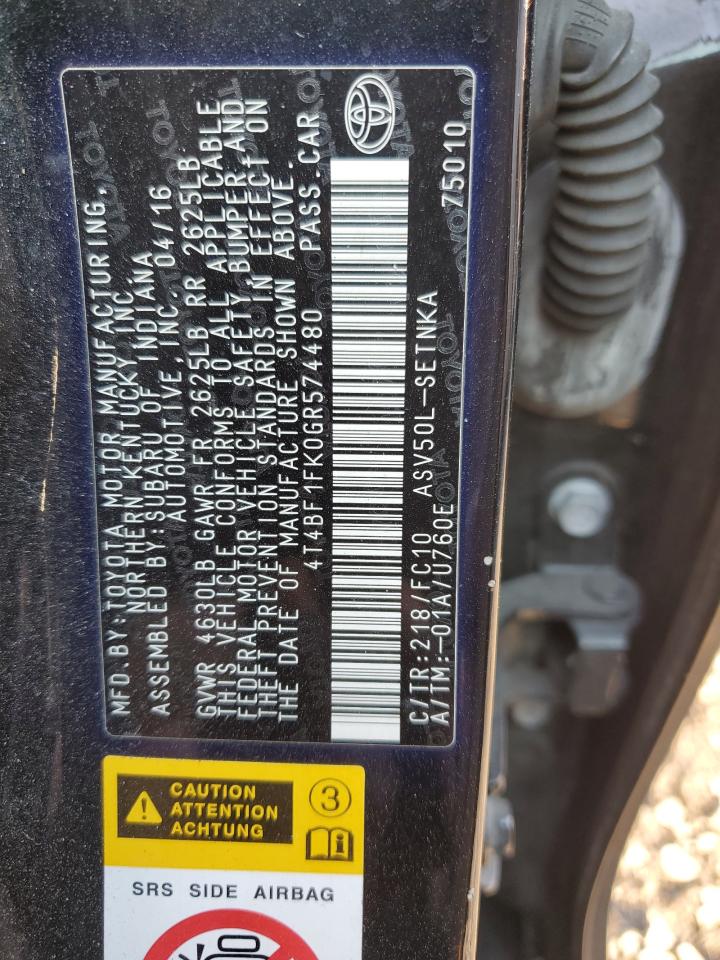 MFD.BY:TOYOTA MOTOR MANUFACTURING,
NORTHERN KENTUCKY, INC.
ASSEMBLED BY:SUBARU OF INDIANA
AUTOMOTIVE, INC. 04/16
GVWR 4630LB GAWR FR 2625LB RR 2625LB
THIS VEHICLE CONFORMS TO ALL APPLICABLE
FEDERAL MOTOR VEHICLE SAFETY, BUMPER, AND
THEFT PREVENTION STANDARDS IN EFFECT ON
THE DATE OF MANUFACTURE SHOWN ABOVE.
4T4BF1FK0GR574480 PASS.CAR
C/TR:218/FC10 ASV50L-SETNKA
A/TM:-01A/U760E 75010
TOYOTA
CAUTION
ATTENTION
ACHTUNG
3
SRS SIDE AIRBAG